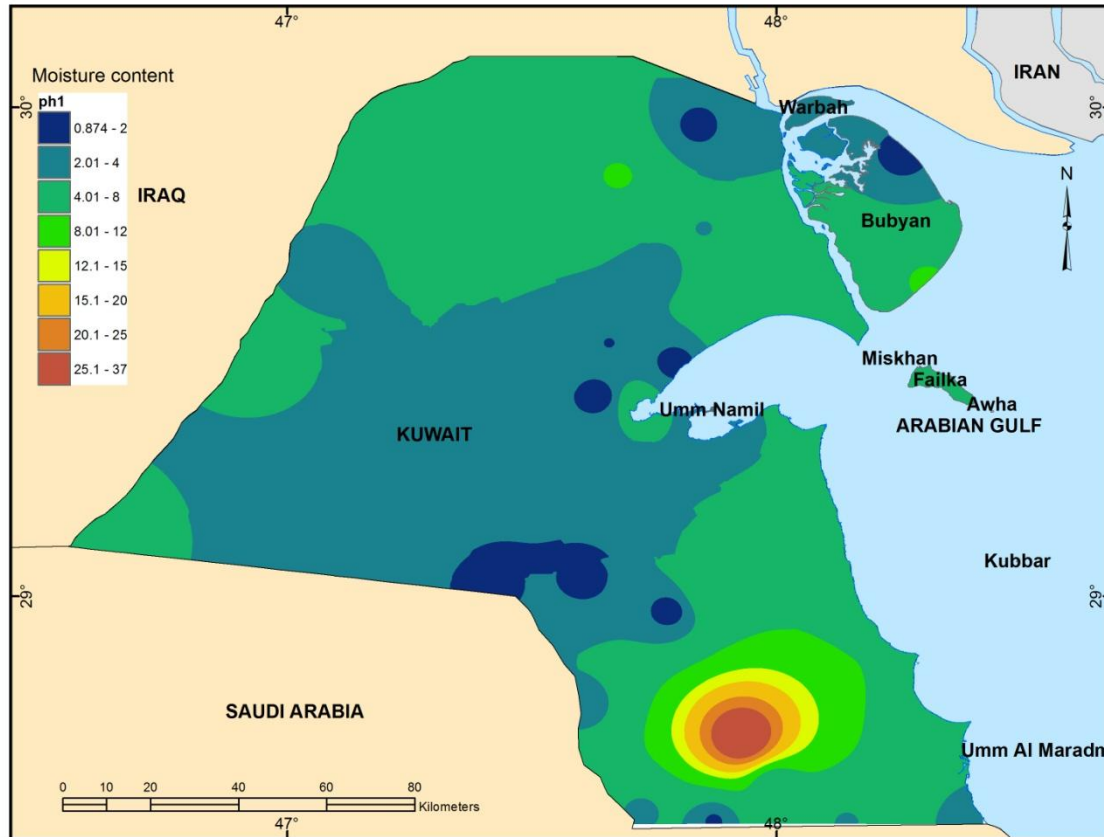 47°
48°
Moisture content
ph1
0.874 - 2
2.01 - 4
4.01 - 8
8.01 - 12
12.1 - 15
15.1 - 20
20.1 - 25
25.1 - 37
IRAN
30°
30°
Warbah
N
IRAQ
Bubyan
Miskhan
Failka
Awha
Umm Namil
ARABIAN GULF
KUWAIT
Kubbar
29°
29°
SAUDI ARABIA
Umm Al Maradm
0 10 20 40 60 80
Kilometers
47°
48°